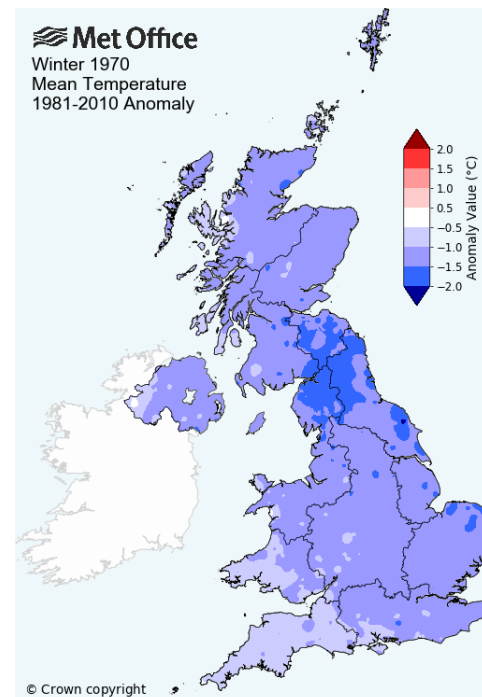 Met Office
Winter 1970
Mean Temperature
1981-2010 Anomaly
2.0
1.5
1.0
0.5
−0.5
−1.0
−1.5
−2.0
Anomaly Value (°C)
© Crown copyright